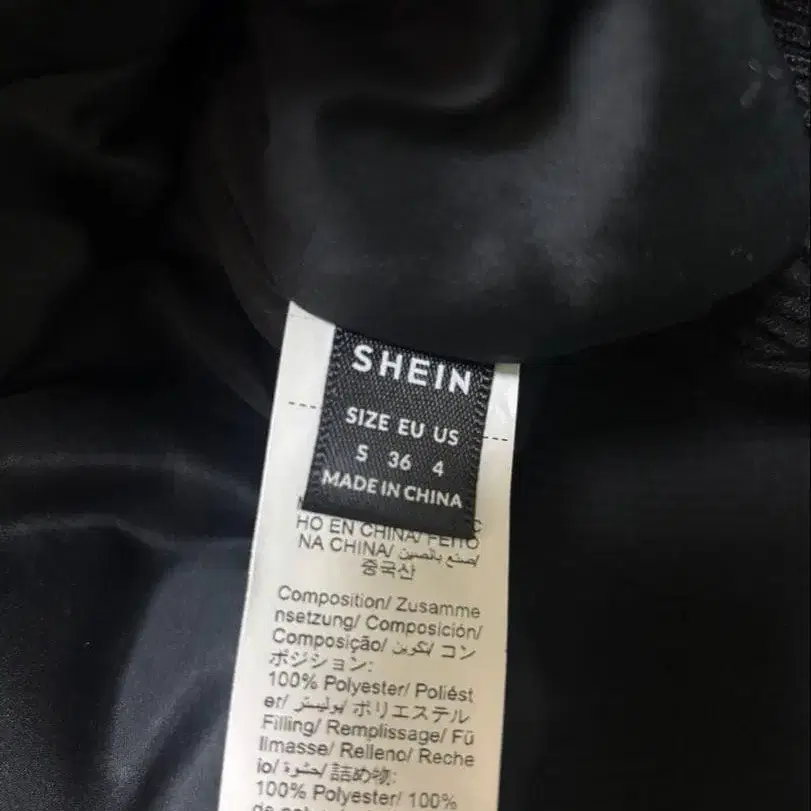 SHEIN
SIZE EU US
S 36 4
MADE IN CHINA
HO EN CHINA/ FEITO
NA CHINA/ صنع بالصين/
중국산
Composition/ Zusamme
nsetzung/ Composición/
Composição/ تكوين/ コン
ポジション:
100% Polyester/ Poliést
er/ بوليستر/ ポリエステル
Filling/ Remplissage/ Fü
llmasse/ Relleno/ Reche
io/ حشوة/ 詰め物:
100% Polyester/ 100%